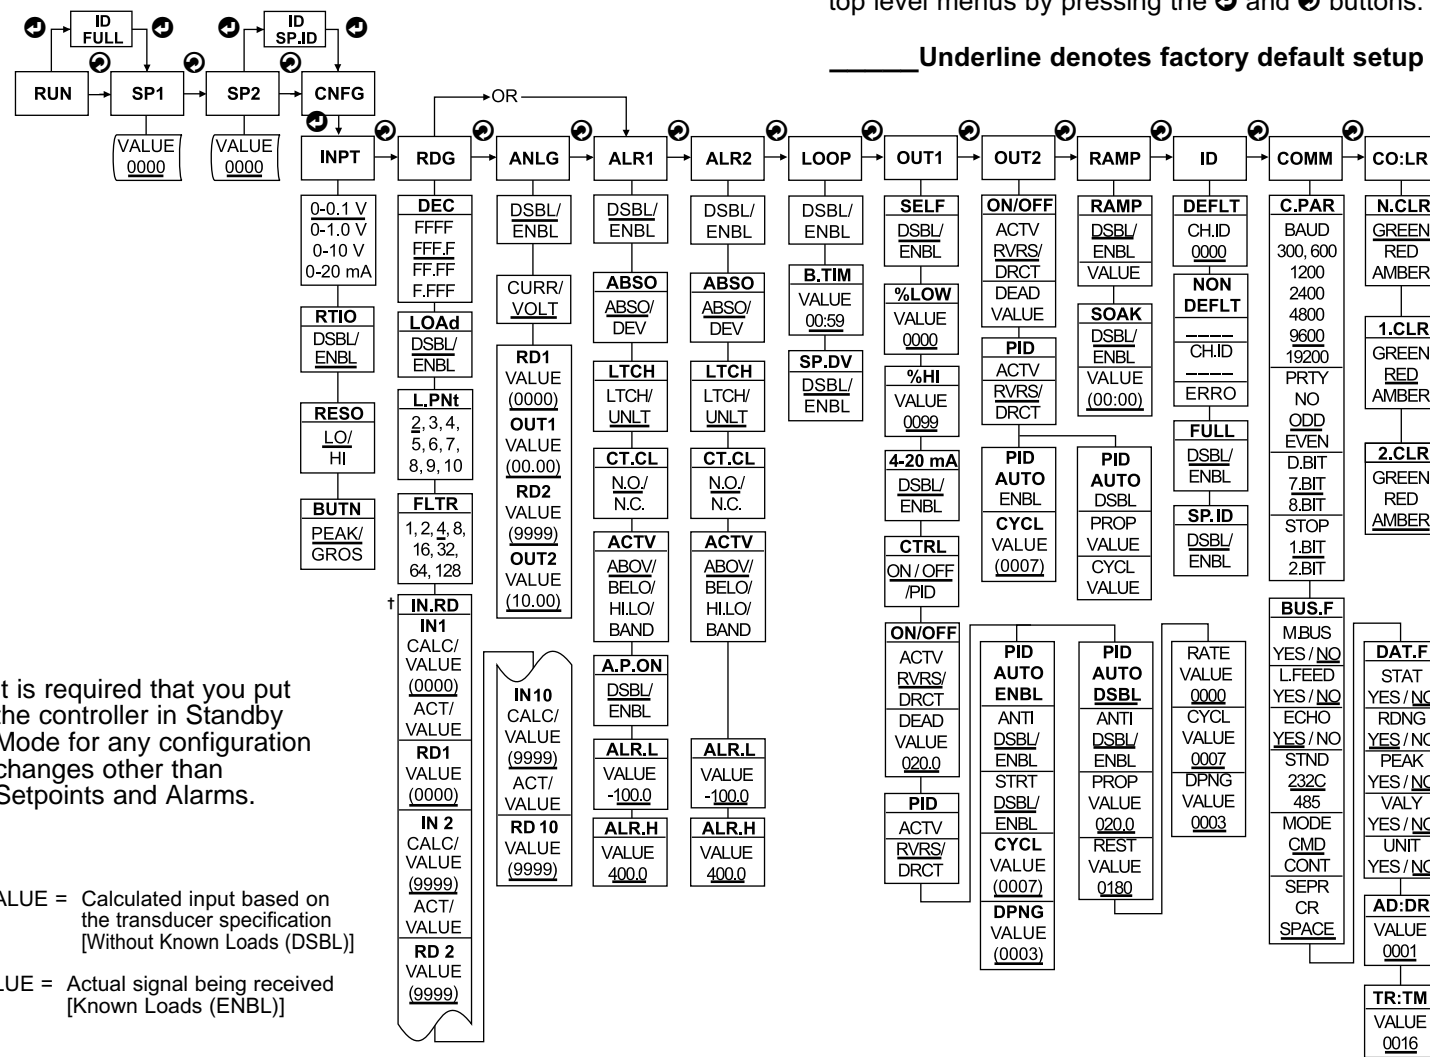 top level menus by pressing the and buttons.
______Underline denotes factory default setup
ID
FULL
ID
SP.ID
RUN
SP1
SP2
CNFG
VALUE
0000
VALUE
0000
OR
INPT
RDG
ANLG
ALR1
ALR2
LOOP
OUT1
OUT2
RAMP
ID
COMM
CO:LR
0-0.1 V
0-1.0 V
0-10 V
0-20 mA
RTIO
DSBL/
ENBL
RESO
LO/
HI
BUTN
PEAK/
GROS
DEC
FFFF
FFF.F
FF.FF
F.FFF
LOAd
DSBL/
ENBL
L.PNt
2, 3, 4,
5, 6, 7,
8, 9, 10
FLTR
1, 2, 4, 8,
16, 32,
64, 128
† IN.RD
IN1
CALC/
VALUE
(0000)
ACT/
VALUE
RD1
VALUE
(0000)
IN 2
CALC/
VALUE
(9999)
ACT/
VALUE
RD 2
VALUE
(9999)
DSBL/
ENBL
CURR/
VOLT
RD1
VALUE
(0000)
OUT1
VALUE
(00.00)
RD2
VALUE
(9999)
OUT2
VALUE
(10.00)
IN10
CALC/
VALUE
(9999)
ACT/
VALUE
RD 10
VALUE
(9999)
DSBL/
ENBL
ABSO
ABSO/
DEV
LTCH
LTCH/
UNLT
CT.CL
N.O./
N.C.
ACTV
ABOV/
BELO/
HI.LO/
BAND
A.P.ON
DSBL/
ENBL
ALR.L
VALUE
-100.0
ALR.H
VALUE
400.0
DSBL/
ENBL
ABSO
ABSO/
DEV
LTCH
LTCH/
UNLT
CT.CL
N.O./
N.C.
ACTV
ABOV/
BELO/
HI.LO/
BAND
ALR.L
VALUE
-100.0
ALR.H
VALUE
400.0
DSBL/
ENBL
B.TIM
VALUE
00:59
SP.DV
DSBL/
ENBL
SELF
DSBL/
ENBL
%LOW
VALUE
0000
%HI
VALUE
0099
4-20 mA
DSBL/
ENBL
CTRL
ON / OFF
/PID
ON/OFF
ACTV
RVRS/
DRCT
DEAD
VALUE
020.0
PID
ACTV
RVRS/
DRCT
ON/OFF
ACTV
RVRS/
DRCT
DEAD
VALUE
PID
ACTV
RVRS/
DRCT
PID
AUTO
ENBL
CYCL
VALUE
(0007)
PID
AUTO
DSBL
PROP
VALUE
CYCL
VALUE
PID
AUTO
ENBL
ANTI
DSBL/
ENBL
STRT
DSBL/
ENBL
CYCL
VALUE
(0007)
DPNG
VALUE
(0003)
PID
AUTO
DSBL
ANTI
DSBL/
ENBL
PROP
VALUE
020.0
REST
VALUE
0180
RATE
VALUE
0000
CYCL
VALUE
0007
DPNG
VALUE
0003
RAMP
DSBL/
ENBL
VALUE
SOAK
DSBL/
ENBL
VALUE
(00:00)
DEFLT
CH.ID
0000
NON
DEFLT
_ _ _ _
CH.ID
_ _ _ _
ERRO
FULL
DSBL/
ENBL
SP.ID
DSBL/
ENBL
C.PAR
BAUD
300, 600
1200
2400
4800
9600
19200
PRTY
NO
ODD
EVEN
D.BIT
7.BIT
8.BIT
STOP
1.BIT
2.BIT
BUS.F
M.BUS
YES / NO
L.FEED
YES / NO
ECHO
YES / NO
STND
232C
485
MODE
CMD
CONT
SEPR
CR
SPACE
N.CLR
GREEN
RED
AMBER
1.CLR
GREEN
RED
AMBER
2.CLR
GREEN
RED
AMBER
DAT.F
STAT
YES / NO
RDNG
YES / NO
PEAK
YES / NO
VALY
YES / NO
UNIT
YES / NO
AD:DR
VALUE
0001
TR:TM
VALUE
0016
t is required that you put
the controller in Standby
Mode for any configuration
changes other than
Setpoints and Alarms.
ALUE = Calculated input based on
the transducer specification
[Without Known Loads (DSBL)]
LUE = Actual signal being received
[Known Loads (ENBL)]